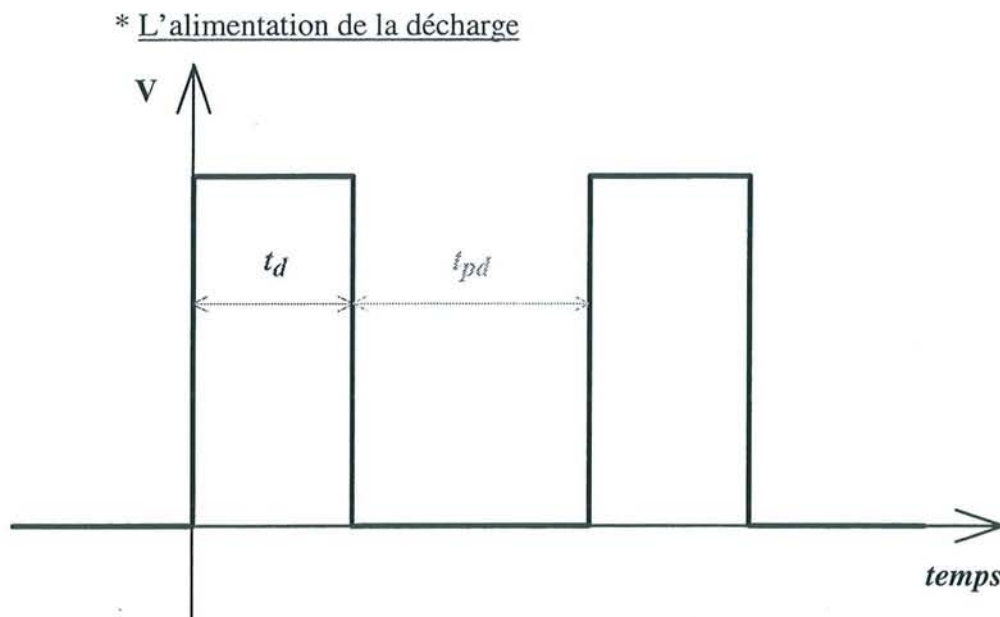 * L'alimentation de la décharge
V
t_d t_pd
temps